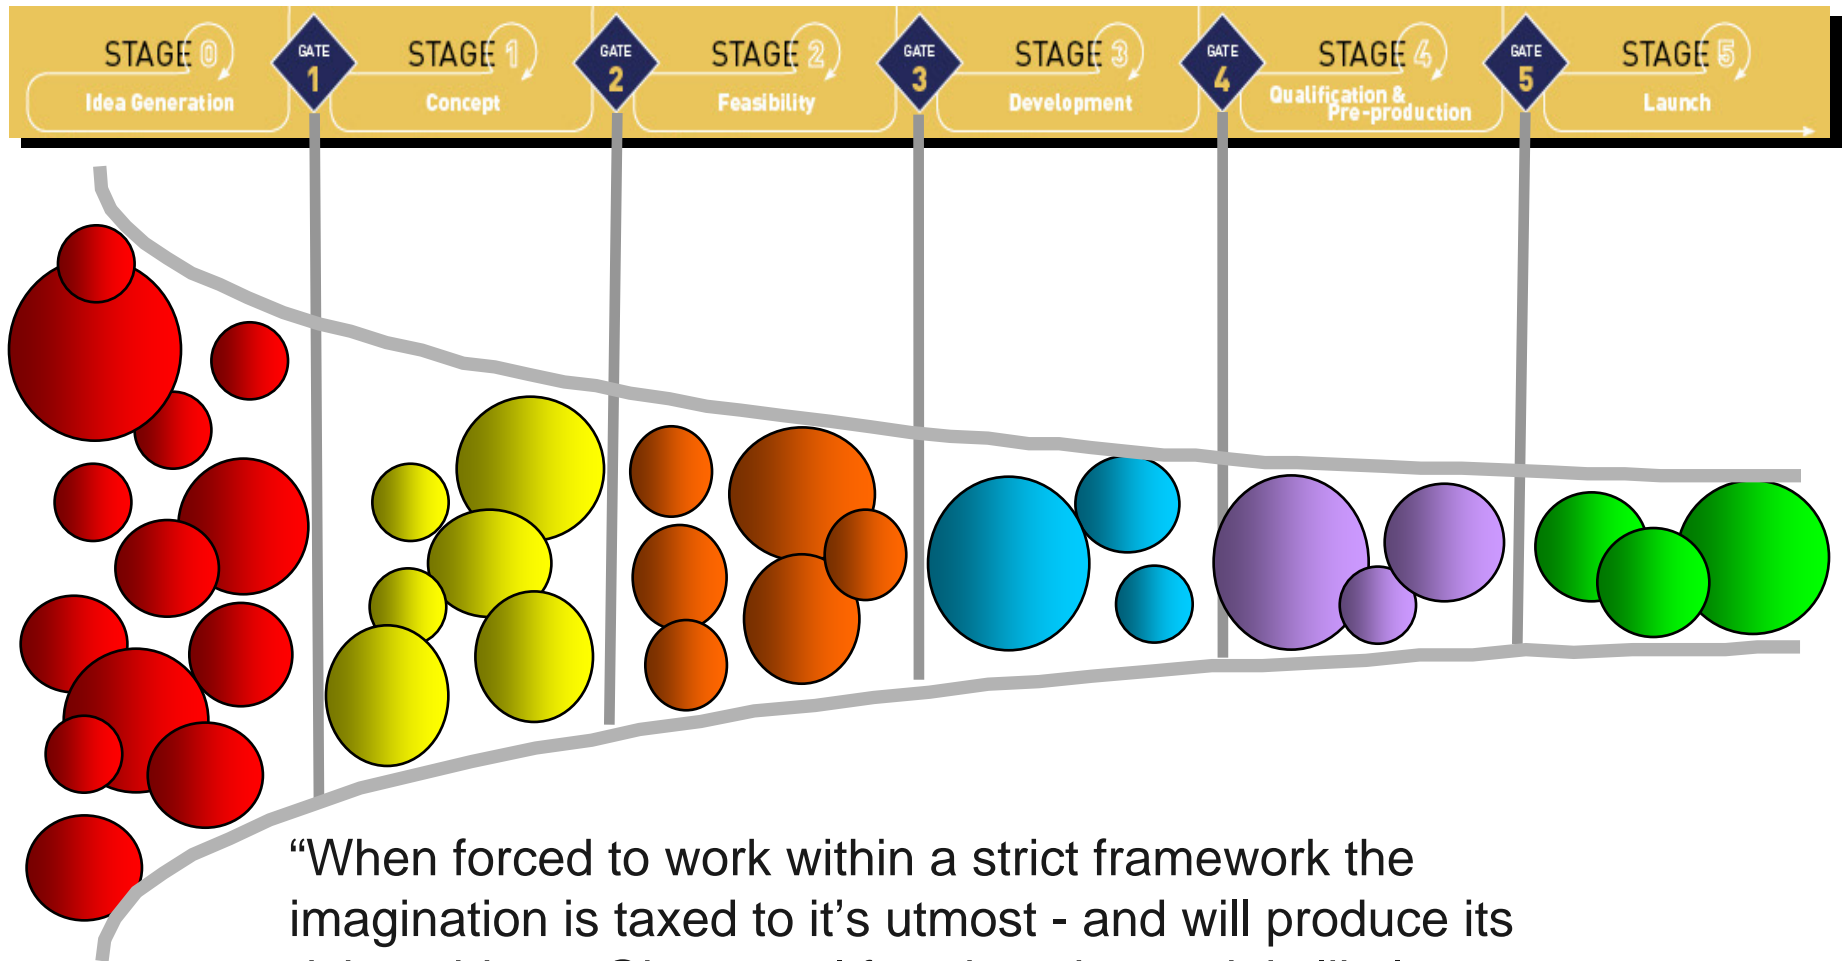 STAGE 0
Idea Generation
GATE
1
STAGE 1
Concept
GATE
2
STAGE 2
Feasibility
GATE
3
STAGE 3
Development
GATE
4
STAGE 4
Qualification &
Pre-production
GATE
5
STAGE 5
Launch
“When forced to work within a strict framework the
imagination is taxed to it’s utmost - and will produce its